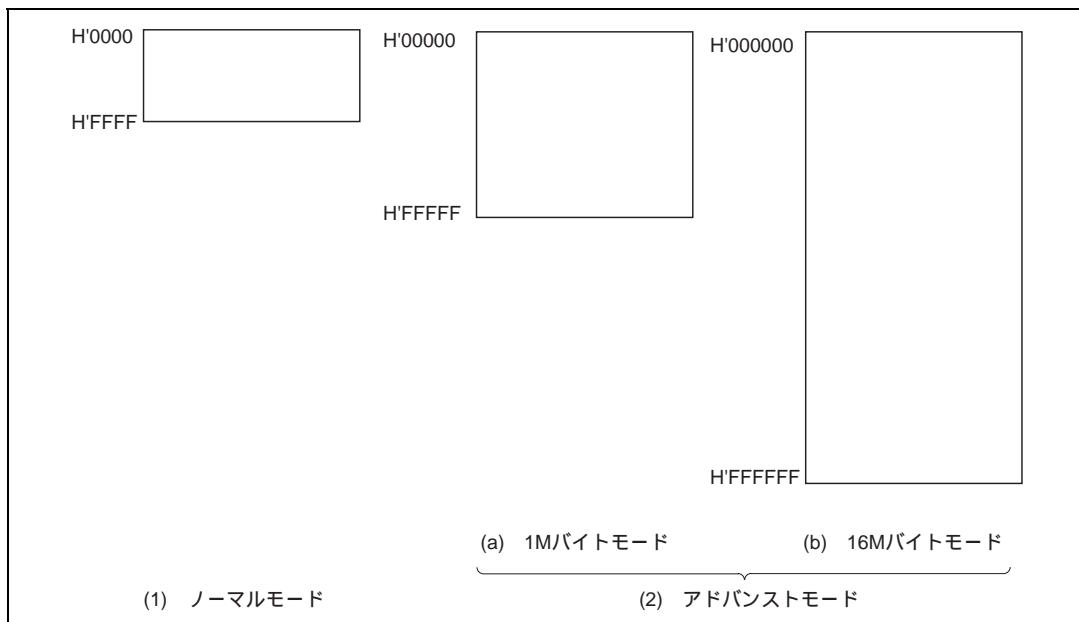 H'0000
H'FFFF
H'00000
H'FFFFF
H'000000
H'FFFFFF
(a) 1Mバイトモード
(b) 16Mバイトモード
(1) ノーマルモード
(2) アドバンストモード